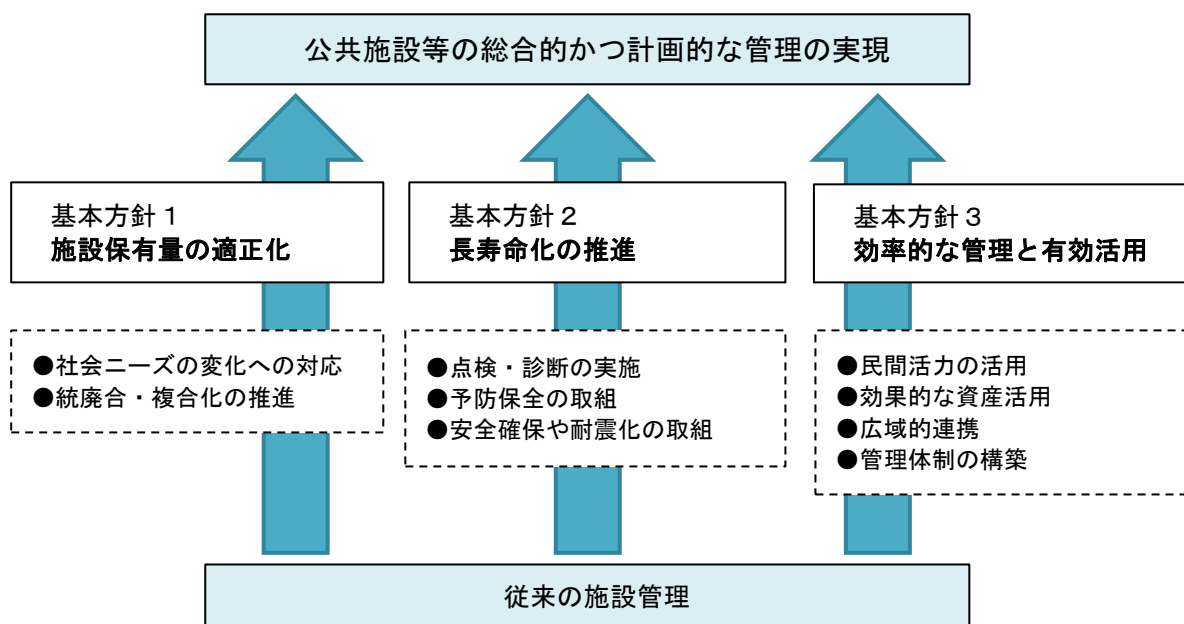 公共施設等の総合的かつ計画的な管理の実現
基本方針１
施設保有量の適正化
●社会ニーズの変化への対応
●統廃合・複合化の推進
基本方針２
長寿命化の推進
●点検・診断の実施
●予防保全の取組
●安全確保や耐震化の取組
基本方針３
効率的な管理と有効活用
●民間活力の活用
●効果的な資産活用
●広域的連携
●管理体制の構築
従来の施設管理